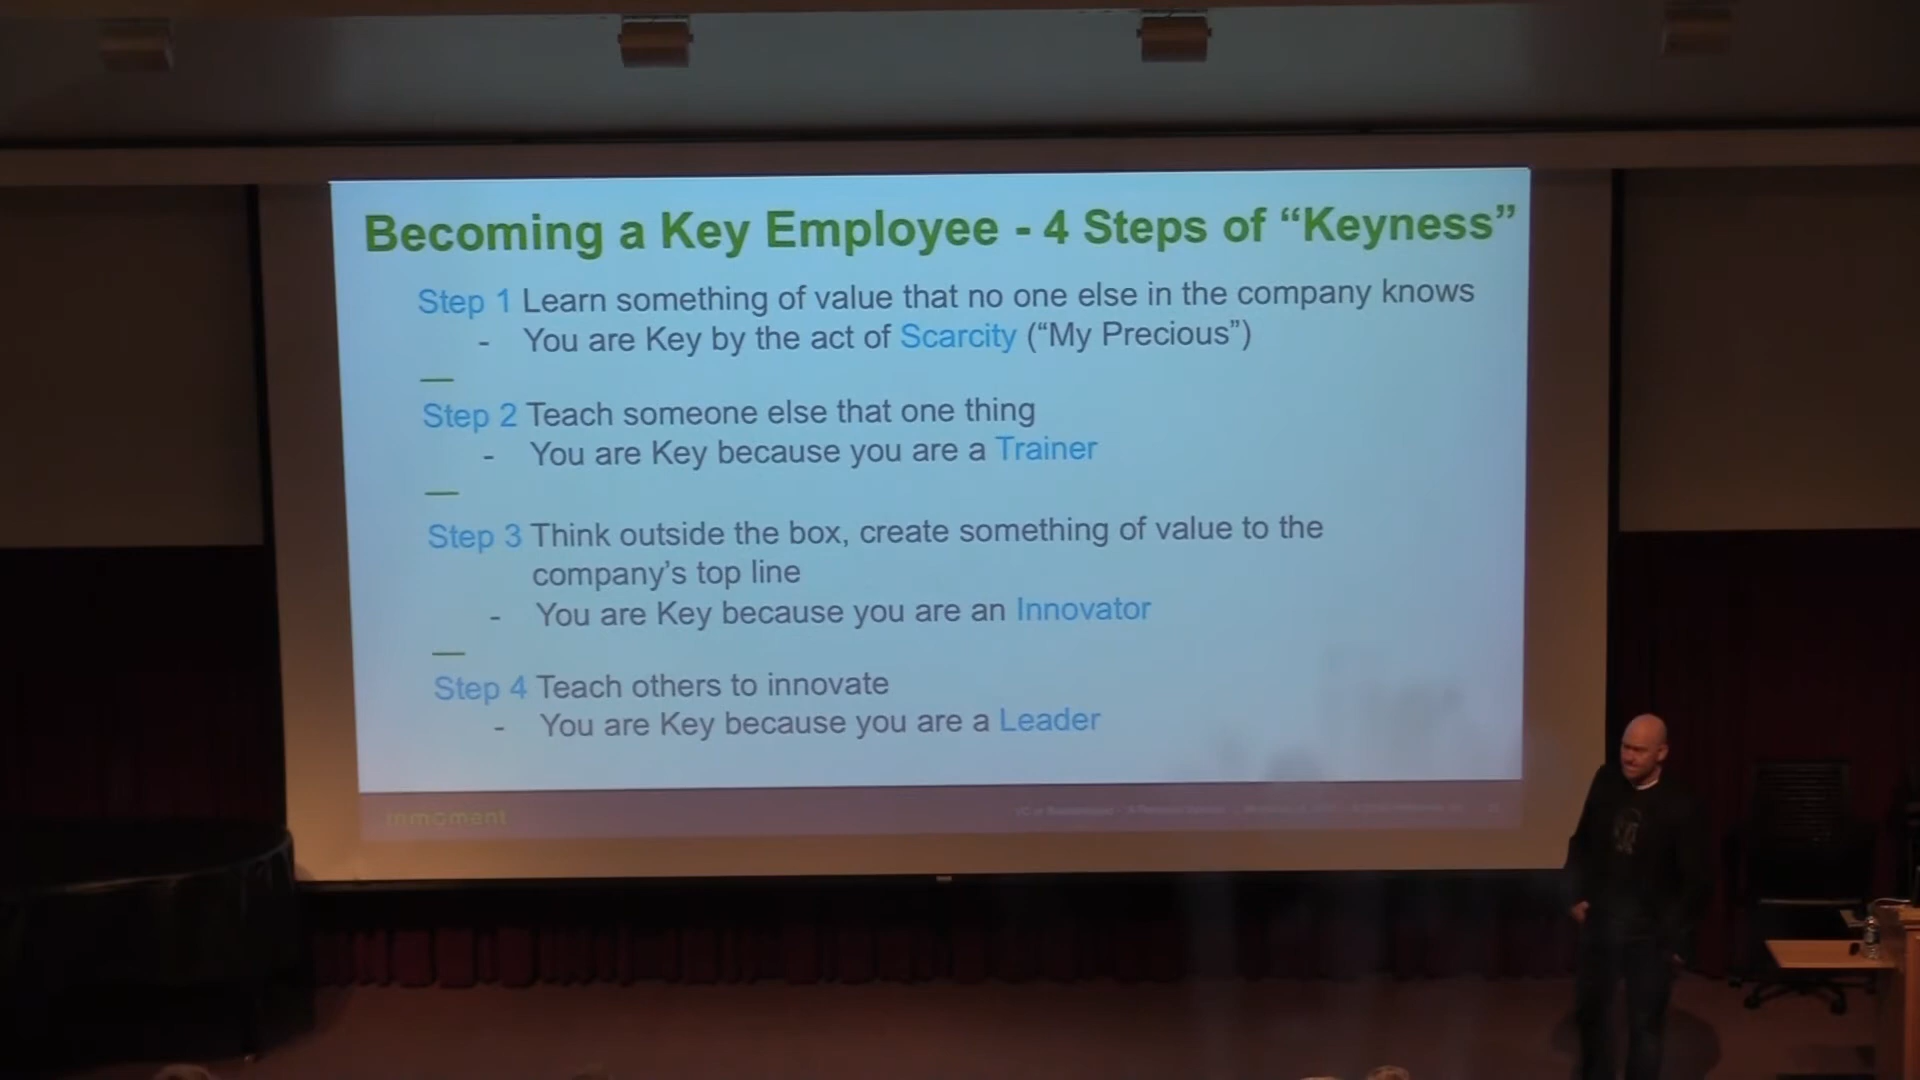 Becoming a Key Employee - 4 Steps of “Keyness”
Step 1 Learn something of value that no one else in the company knows
- You are Key by the act of Scarcity (“My Precious”)
Step 2 Teach someone else that one thing
- You are Key because you are a Trainer
Step 3 Think outside the box, create something of value to the
company’s top line
- You are Key because you are an Innovator
Step 4 Teach others to innovate
- You are Key because you are a Leader
inmoment